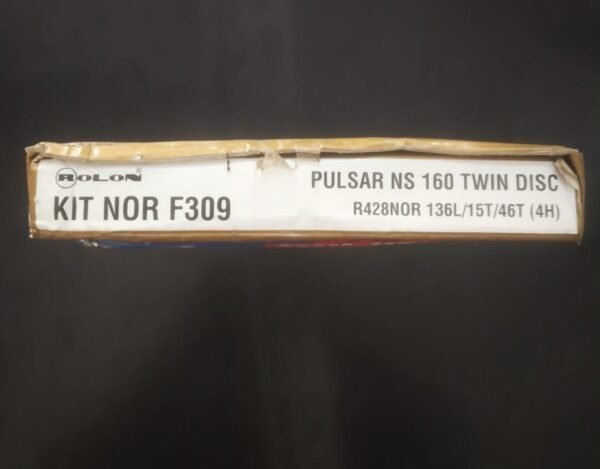 ROLON
KIT NOR F309
PULSAR NS 160 TWIN DISC
R428NOR 136L/15T/46T (4H)